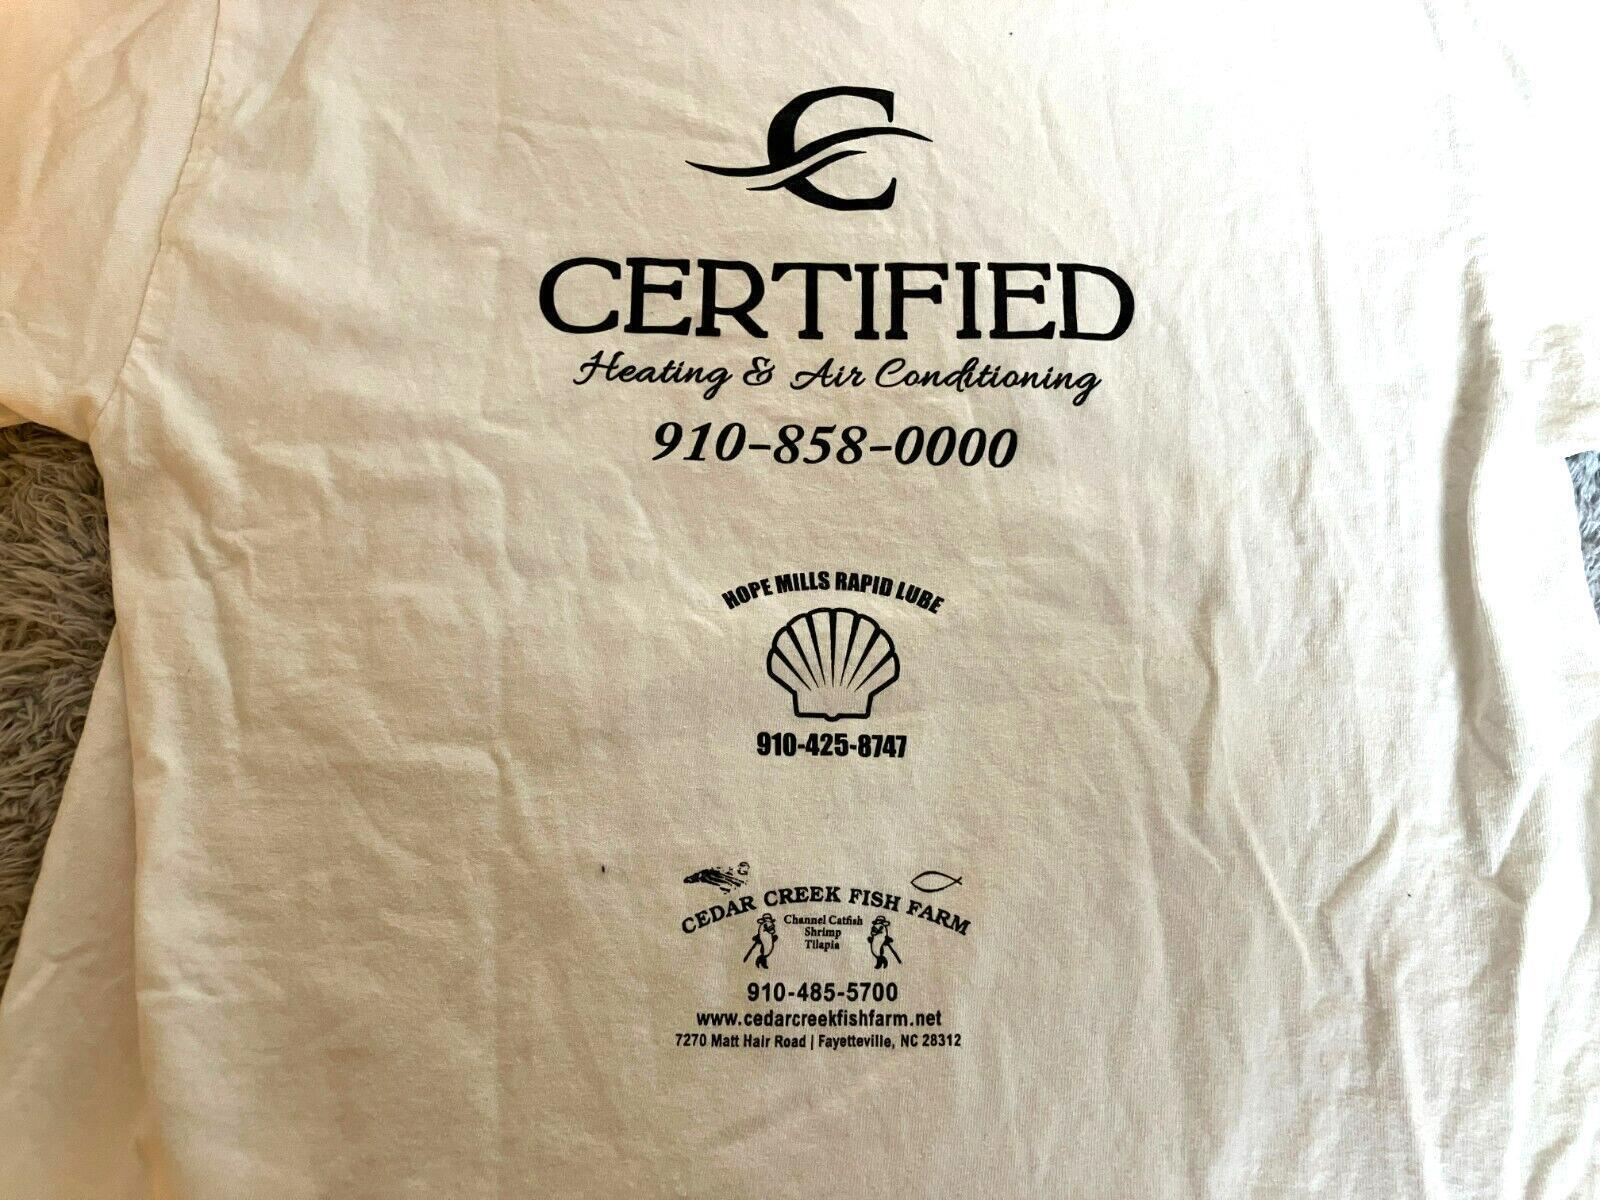 C
CERTIFIED
Heating & Air Conditioning
910-858-0000
HOPE MILLS RAPID LUBE
910-425-8747
CEDAR CREEK FISH FARM
Channel Catfish
Shrimp
Tilapia
910-485-5700
www.cedarcreekfishfarm.net
7270 Matt Hair Road | Fayetteville, NC 28312